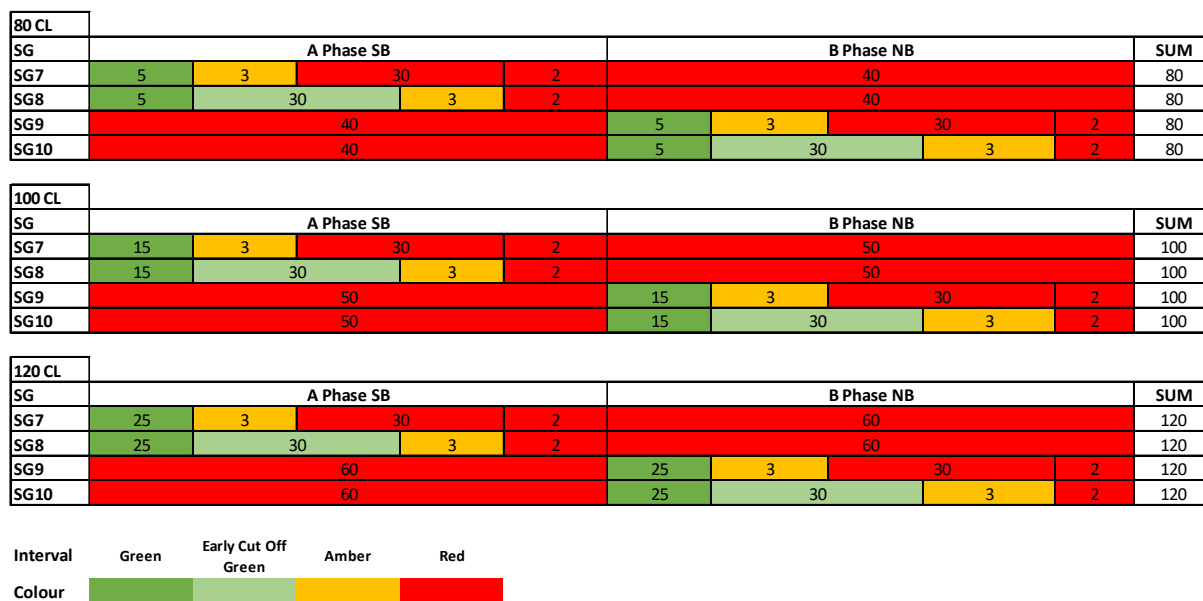 80 CL
SG A Phase SB B Phase NB SUM
SG7 5 3 30 2 40 80
SG8 5 30 3 2 40 80
SG9 40 5 3 30 2 80
SG10 40 5 30 3 2 80
100 CL
SG A Phase SB B Phase NB SUM
SG7 15 3 30 2 50 100
SG8 15 30 3 2 50 100
SG9 50 15 3 30 2 100
SG10 50 15 30 3 2 100
120 CL
SG A Phase SB B Phase NB SUM
SG7 25 3 30 2 60 120
SG8 25 30 3 2 60 120
SG9 60 25 3 30 2 120
SG10 60 25 30 3 2 120
Interval Green Early Cut Off Green Amber Red
Colour